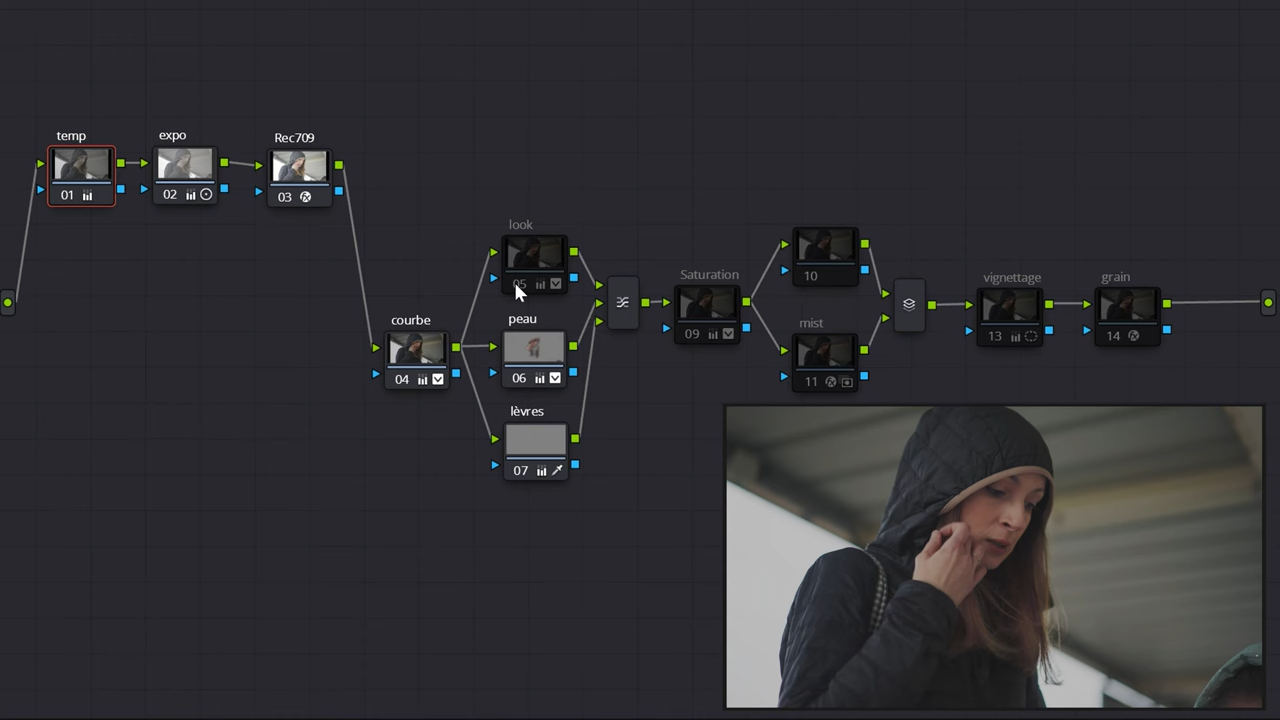 temp
expo
Rec709
01
02
03
look
05
courbe
04
peau
06
lèvres
07
Saturation
09
10
mist
11
vignettage
13
grain
14